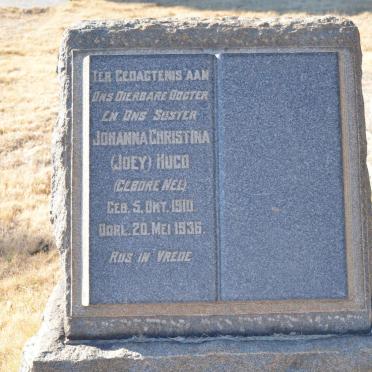 TER GEDAGTENIS AAN
ONS DIERBARE DOGTER
EN ONS SUSTER
JOHANNA CHRISTINA
(JOEY) HUGO
(GEBORE NEL)
GEB. 5. OKT. 1910.
OORL. 20. MEI 1936.
RUS IN VREDE